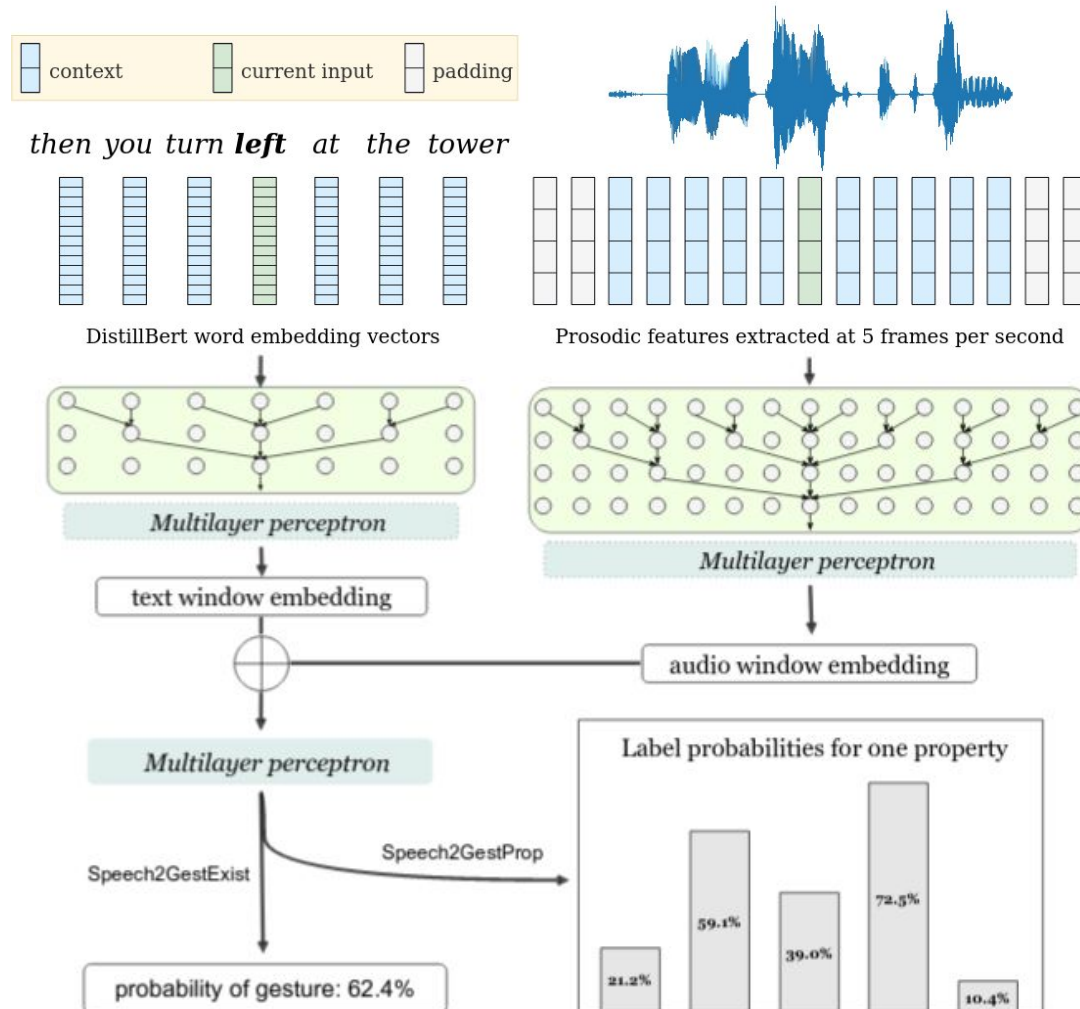 context
current input
padding
then you turn left at the tower
DistillBert word embedding vectors
Prosodic features extracted at 5 frames per second
Multilayer perceptron
Multilayer perceptron
text window embedding
audio window embedding
Multilayer perceptron
Label probabilities for one property
Speech2GestExist
Speech2GestProp
21.2%
59.1%
39.0%
72.5%
10.4%
probability of gesture: 62.4%